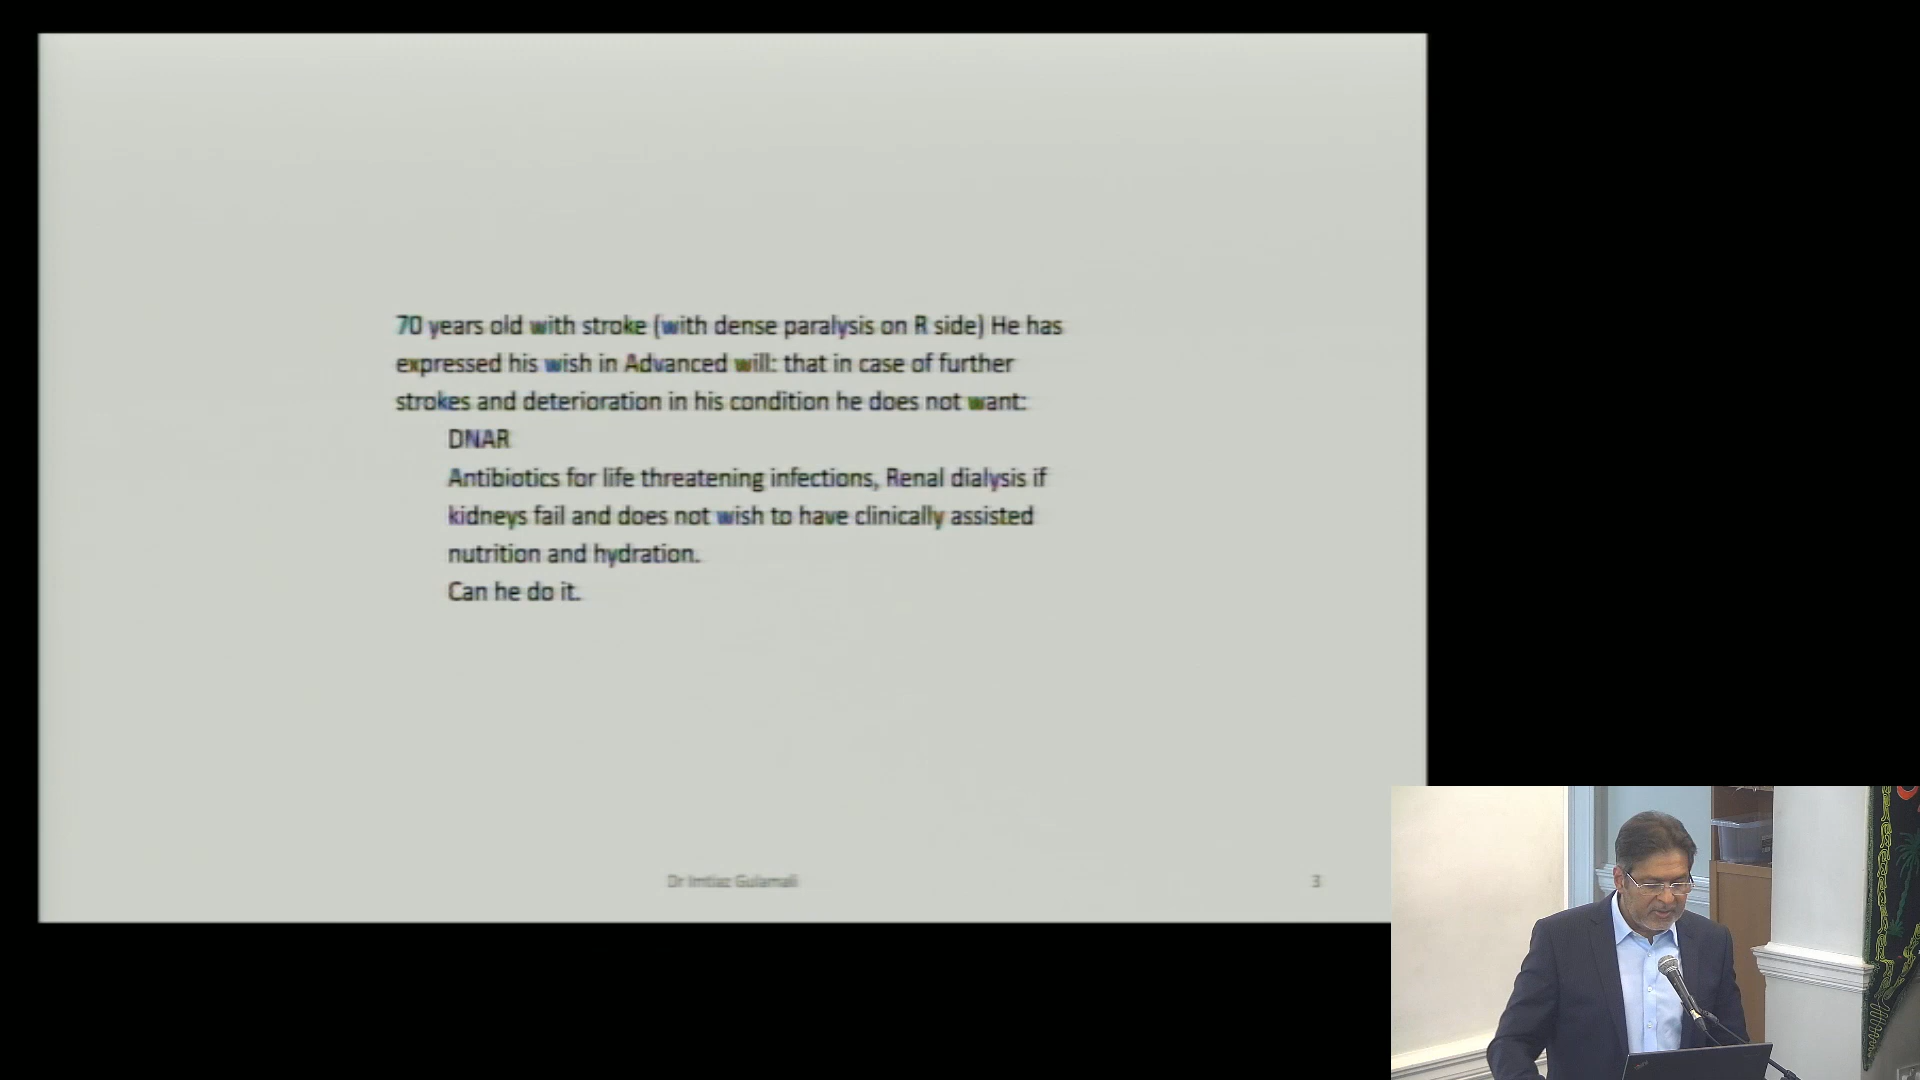 70 years old with stroke (with dense paralysis on R side) He has
expressed his wish in Advanced will: that in case of further
strokes and deterioration in his condition he does not want:
DNAR
Antibiotics for life threatening infections, Renal dialysis if
kidneys fail and does not wish to have clinically assisted
nutrition and hydration.
Can he do it.
Dr Imtiaz Gulamali
3